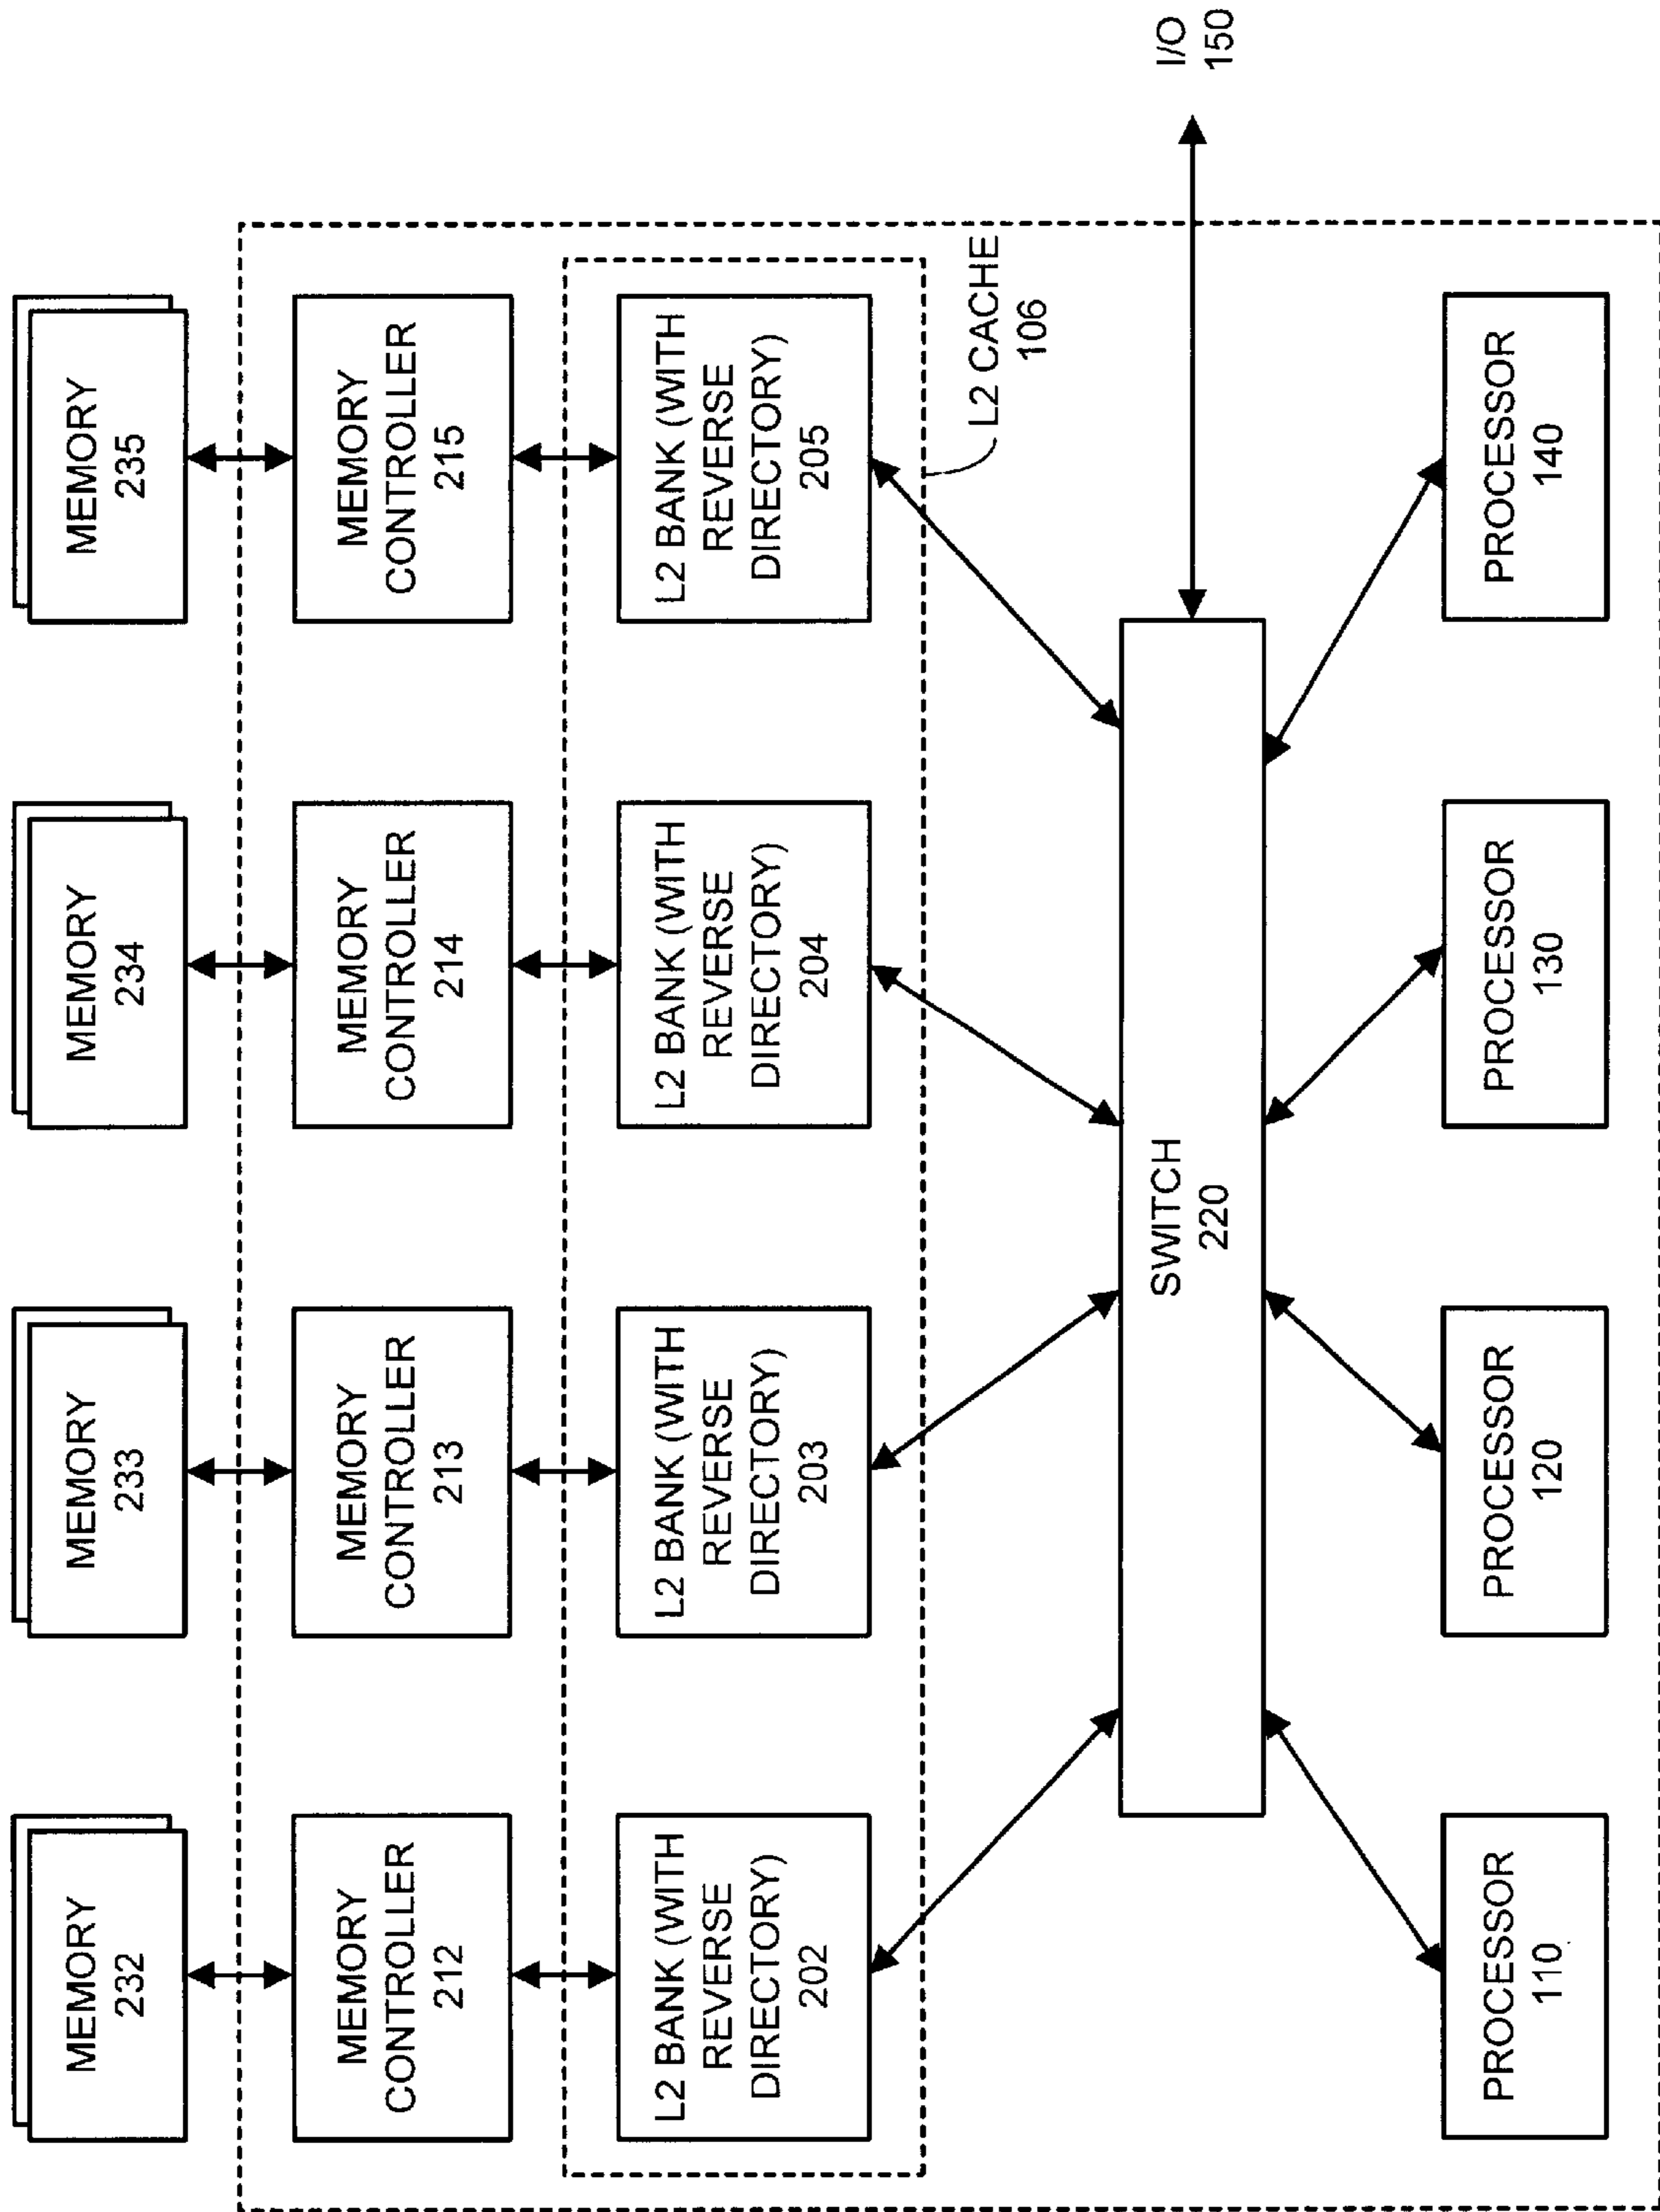 MEMORY
232
MEMORY
233
MEMORY
234
MEMORY
235
MEMORY
CONTROLLER
212
MEMORY
CONTROLLER
213
MEMORY
CONTROLLER
214
MEMORY
CONTROLLER
215
L2 BANK (WITH
REVERSE
DIRECTORY)
202
L2 BANK (WITH
REVERSE
DIRECTORY)
203
L2 BANK (WITH
REVERSE
DIRECTORY)
204
L2 BANK (WITH
REVERSE
DIRECTORY)
205
L2 CACHE
106
SWITCH
220
I/O
150
PROCESSOR
110
PROCESSOR
120
PROCESSOR
130
PROCESSOR
140